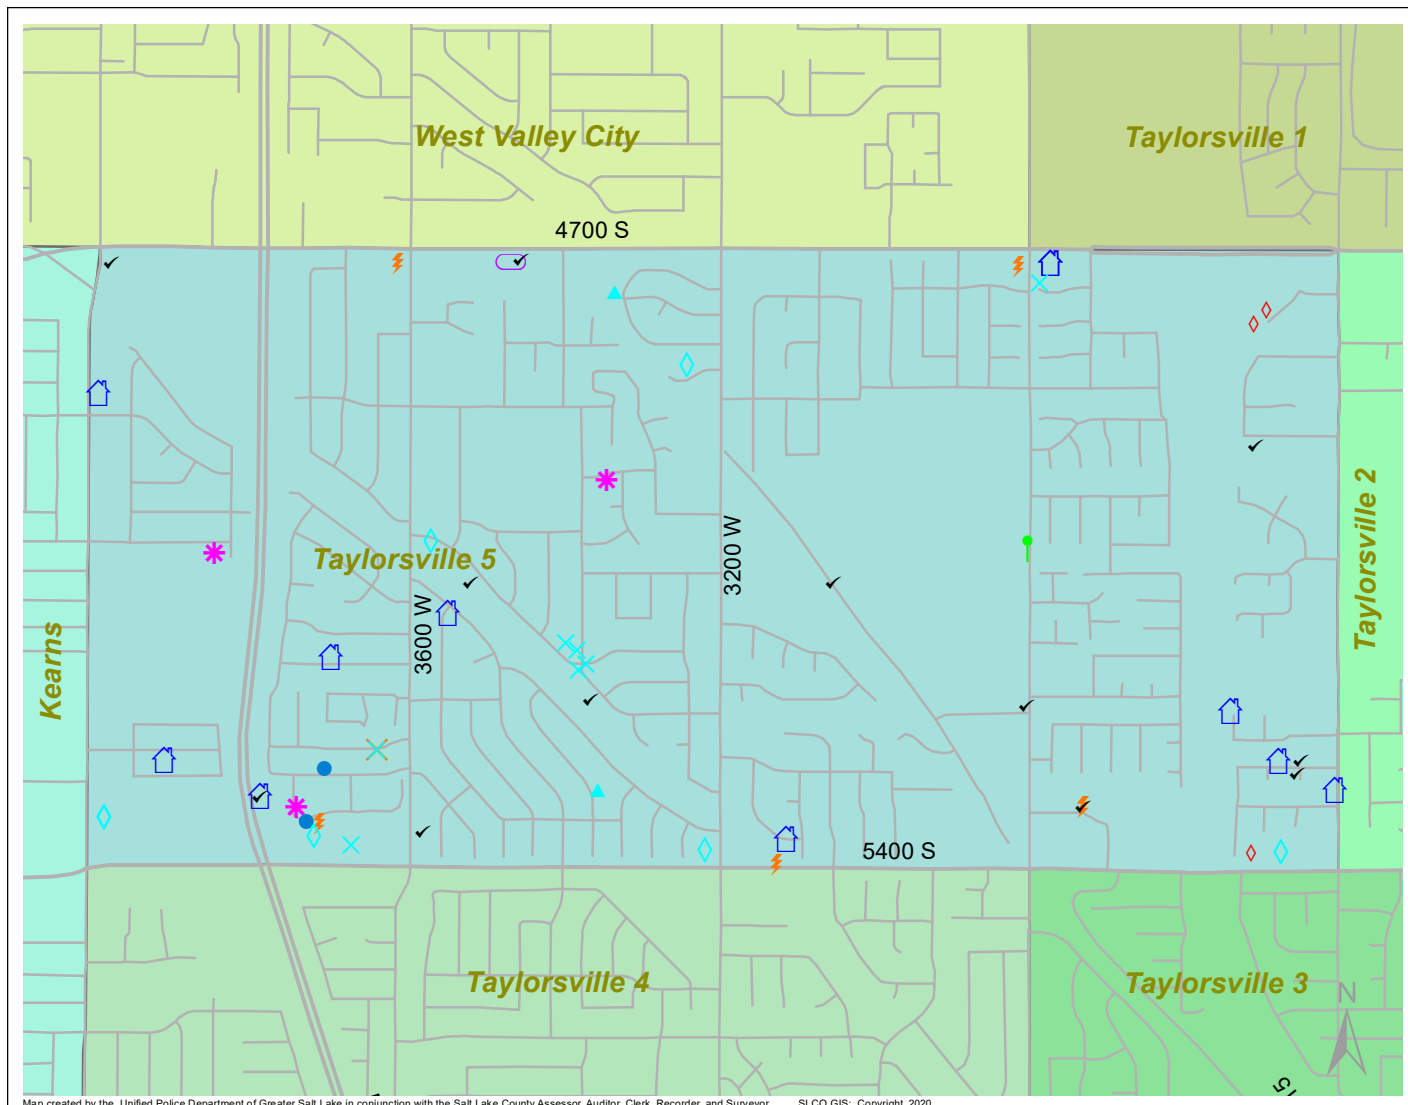 West Valley City
Taylorsville 1
4700 S
Taylorsville 2
3200 W
Taylorsville 5
3600 W
Kearns
5400 S
Taylorsville 4
Taylorsville 3
N
15
Map created by the Unified Police Department of Greater Salt Lake in conjunction with the Salt Lake County Assessor, Auditor, Clerk, Recorder, and Surveyor. SLCO GIS: Copyright, 2020